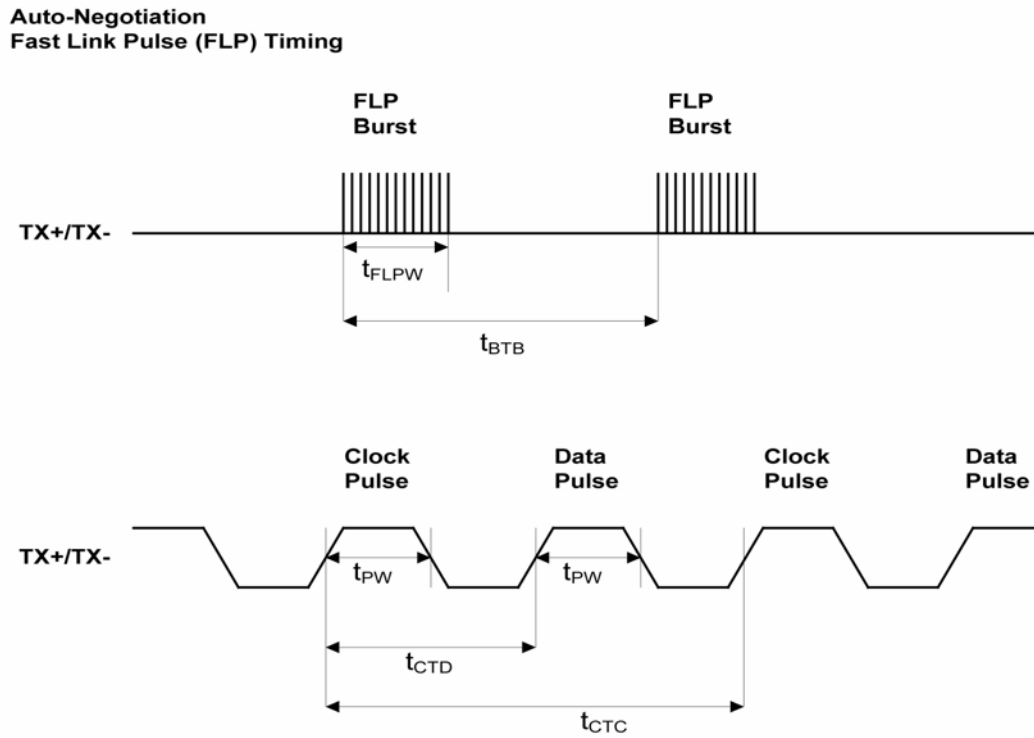 Auto-Negotiation
Fast Link Pulse (FLP) Timing
FLP
Burst
FLP
Burst
TX+/TX-
tFLPW
tBTB
Clock
Pulse
Data
Pulse
Clock
Pulse
Data
Pulse
TX+/TX-
tPW
tPW
tCTD
tCTC